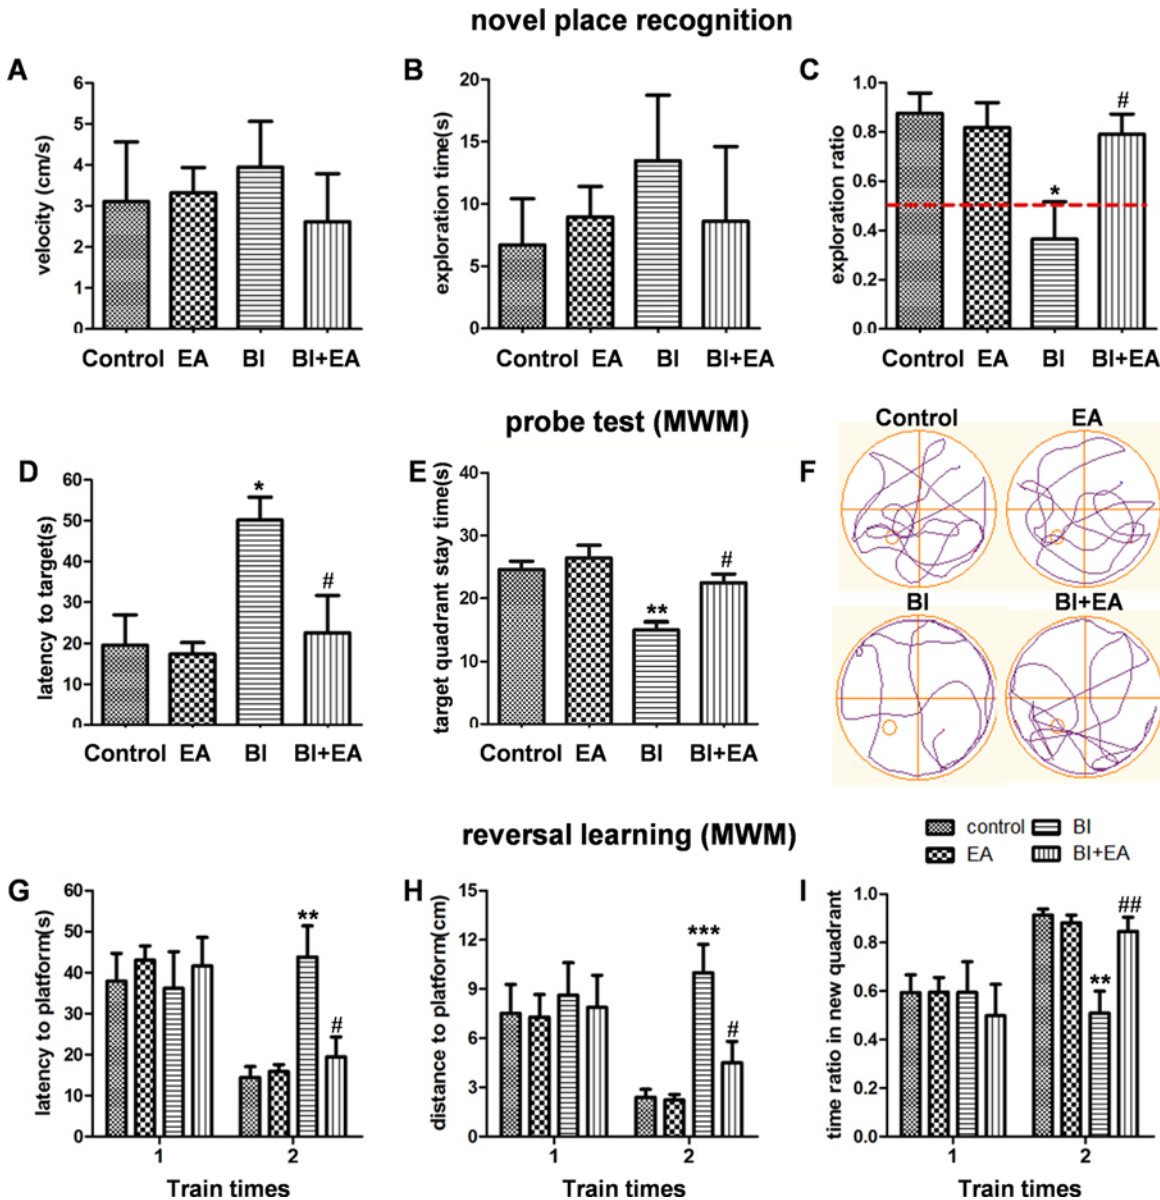 novel place recognition
A
velocity (cm/s)
6
5
4
3
2
1
0
Control EA BI BI+EA
B
exploration time(s)
20
15
10
5
0
Control EA BI BI+EA
C
exploration ratio
1.0
0.8
0.6
0.4
0.2
0.0
*
#
Control EA BI BI+EA
probe test (MWM)
D
latency to target(s)
60
50
40
30
20
10
0
*
#
Control EA BI BI+EA
E
target quadrant stay time(s)
40
30
20
10
0
**
#
Control EA BI BI+EA
F
Control EA
BI BI+EA
reversal learning (MWM)
control BI
EA BI+EA
G
latency to platform(s)
60
50
40
30
20
10
0
**
#
1 2
Train times
H
distance to platform(cm)
15
12
9
6
3
0
***
#
1 2
Train times
I
time ratio in new quadrant
1.0
0.8
0.6
0.4
0.2
0.0
**
##
1 2
Train times